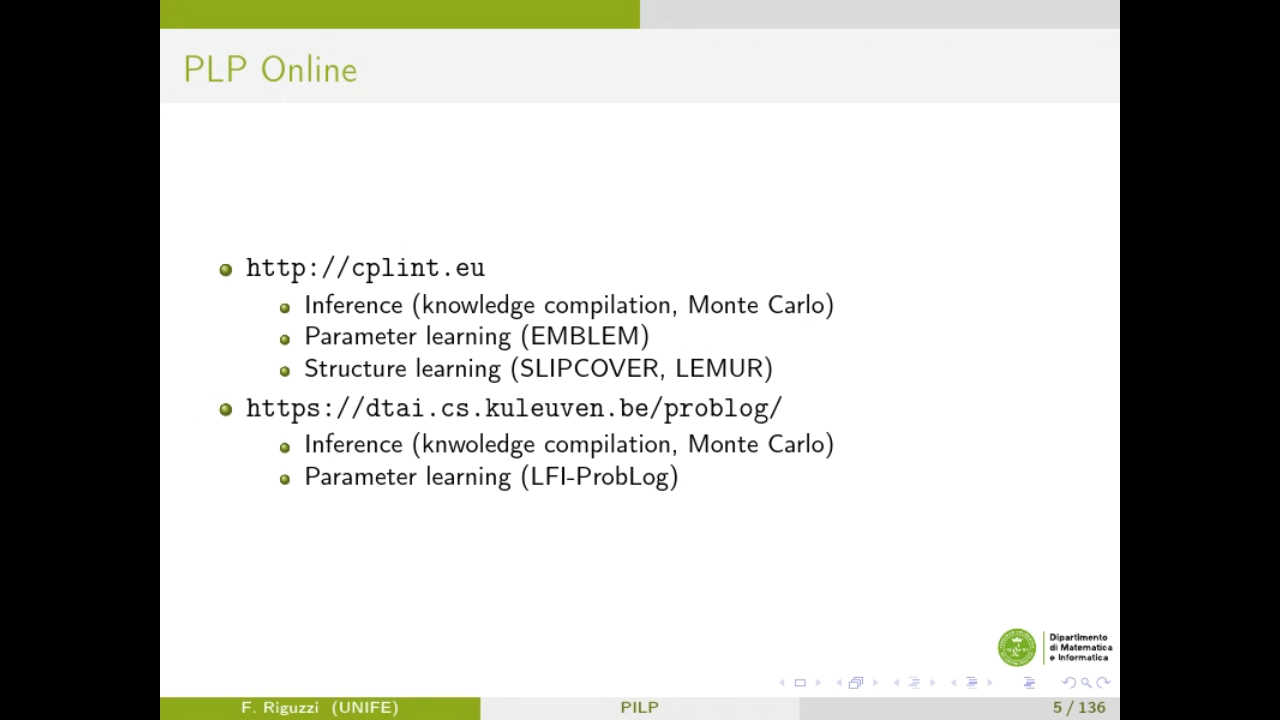 PLP Online
http://cplint.eu
Inference (knowledge compilation, Monte Carlo)
Parameter learning (EMBLEM)
Structure learning (SLIPCOVER, LEMUR)
https://dtai.cs.kuleuven.be/problog/
Inference (knwoledge compilation, Monte Carlo)
Parameter learning (LFI-ProbLog)
Dipartimento
di Matematica
e Informatica
F. Riguzzi (UNIFE) PILP 5 / 136